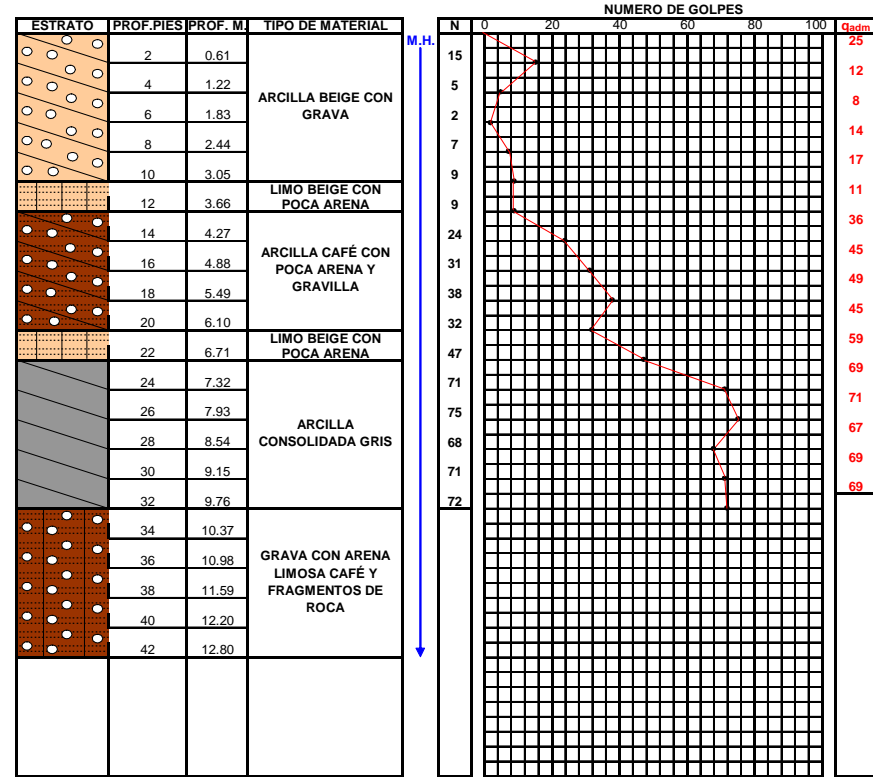 NUMERO DE GOLPES
ESTRATO PROF.PIES PROF. M. TIPO DE MATERIAL N 0 20 40 60 80 100 qadm
M.H.
25
2 0.61 15
12
4 1.22 5
ARCILLA BEIGE CON
GRAVA
8
6 1.83 2
14
8 2.44 7
17
10 3.05 9
LIMO BEIGE CON
POCA ARENA
11
12 3.66 9
36
14 4.27 24
45
ARCILLA CAFÉ CON
POCA ARENA Y
GRAVILLA
16 4.88 31
49
18 5.49 38
45
20 6.10 32
LIMO BEIGE CON
POCA ARENA
59
22 6.71 47
69
24 7.32 71
71
26 7.93 75
ARCILLA
CONSOLIDADA GRIS
67
28 8.54 68
69
30 9.15 71
69
32 9.76 72
34 10.37
GRAVA CON ARENA
LIMOSA CAFÉ Y
FRAGMENTOS DE
ROCA
36 10.98
38 11.59
40 12.20
42 12.80